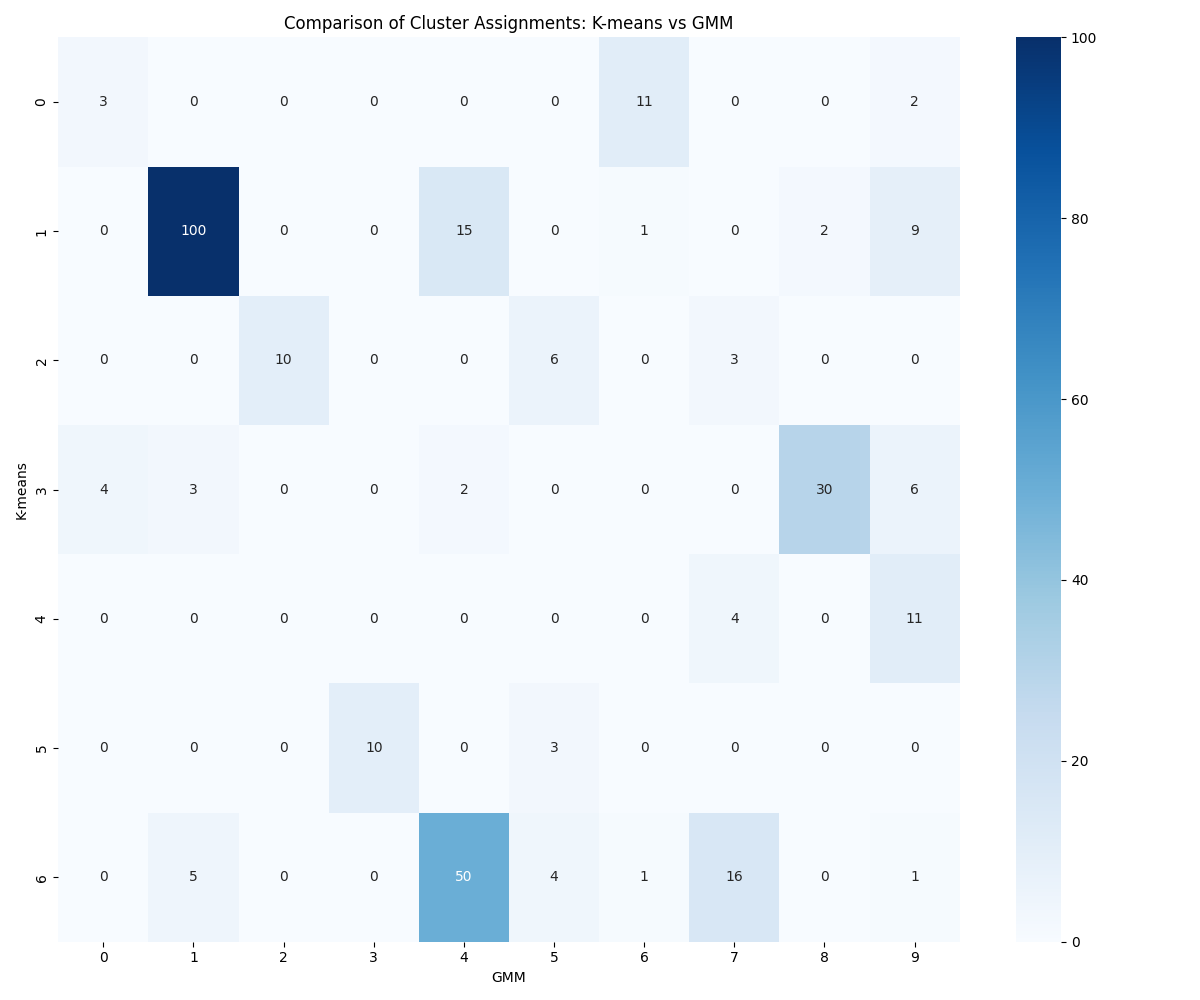 Comparison of Cluster Assignments: K-means vs GMM
0 3 0 0 0 0 0 11 0 0 2
1 0 100 0 0 15 0 1 0 2 9
2 0 0 10 0 0 6 0 3 0 0
3 4 3 0 0 2 0 0 0 30 6
4 0 0 0 0 0 0 0 4 0 11
5 0 0 0 10 0 3 0 0 0 0
6 0 5 0 0 50 4 1 16 0 1
0 1 2 3 4 5 6 7 8 9
GMM
K-means
100
80
60
40
20
0